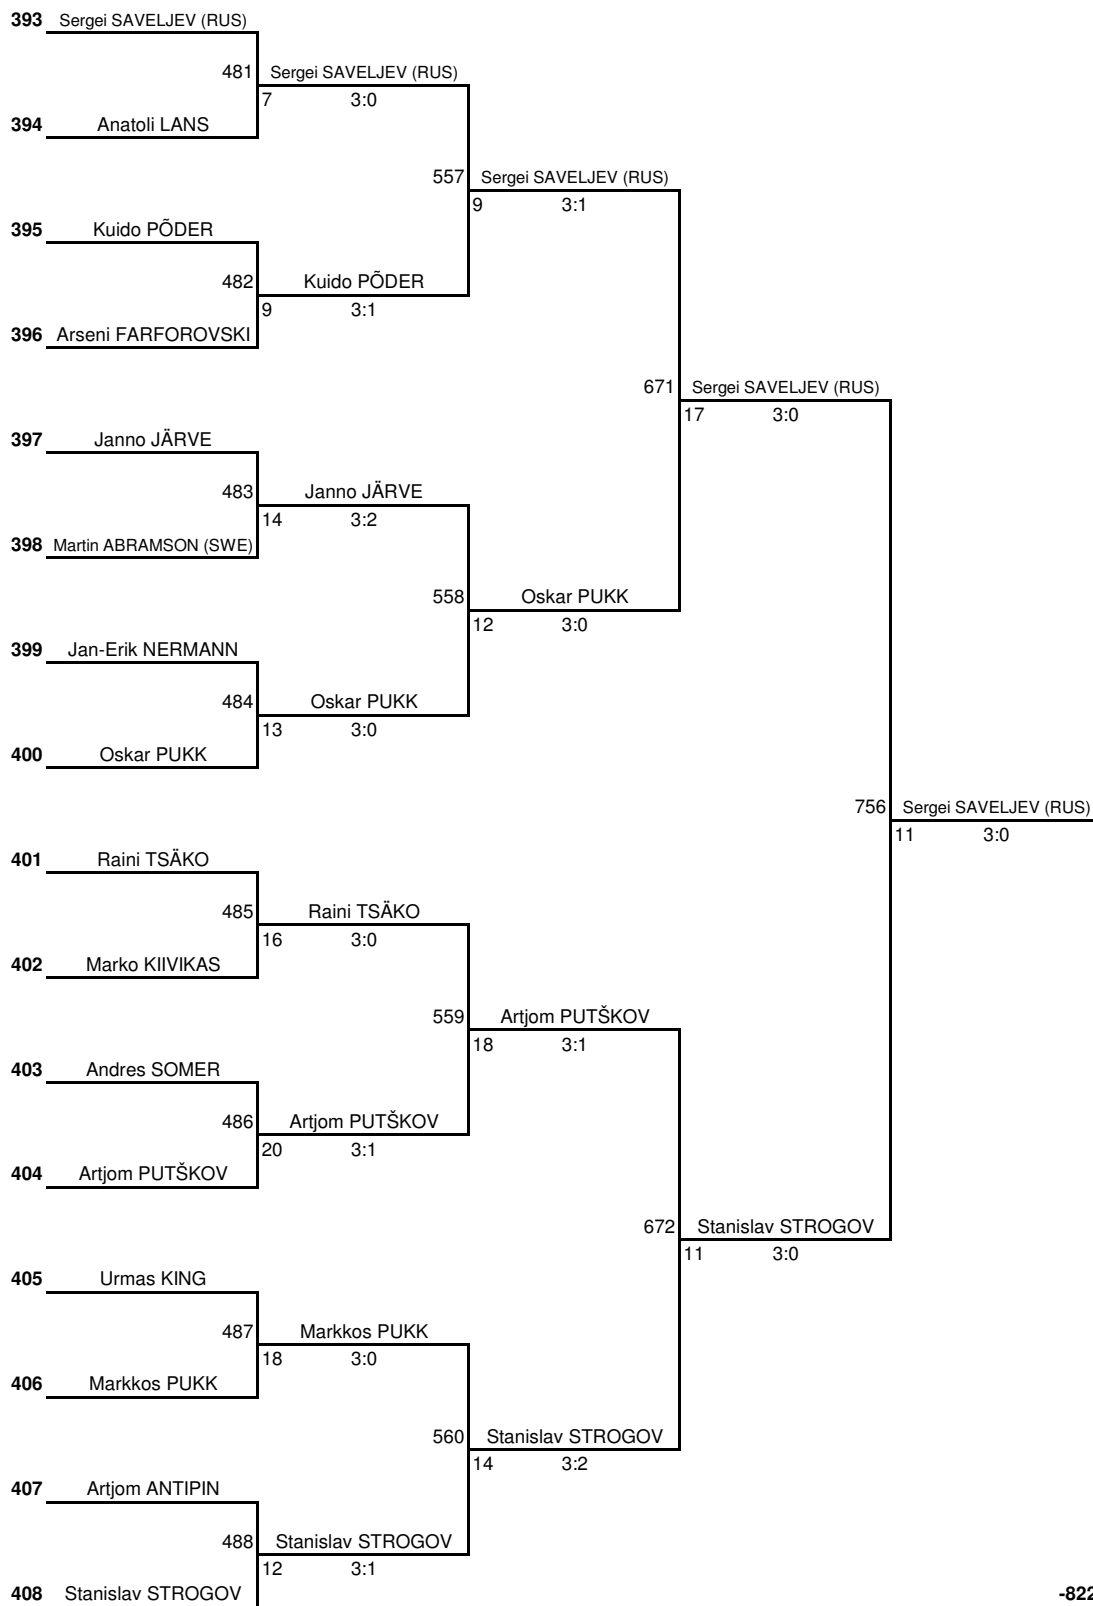 393 Sergei SAVELJEV (RUS)
481 Sergei SAVELJEV (RUS)
7 3:0
394 Anatoli LANS
557 Sergei SAVELJEV (RUS)
9 3:1
395 Kuido PÕDER
482 Kuido PÕDER
9 3:1
396 Arseni FARFOROVSKI
671 Sergei SAVELJEV (RUS)
17 3:0
397 Janno JÄRVE
483 Janno JÄRVE
14 3:2
398 Martin ABRAMSON (SWE)
558 Oskar PUKK
12 3:0
399 Jan-Erik NERMANN
484 Oskar PUKK
13 3:0
400 Oskar PUKK
756 Sergei SAVELJEV (RUS)
11 3:0
401 Raini TSÄKO
485 Raini TSÄKO
16 3:0
402 Marko KIIVIKAS
559 Artjom PUTŠKOV
18 3:1
403 Andres SOMER
486 Artjom PUTŠKOV
20 3:1
404 Artjom PUTŠKOV
672 Stanislav STROGOV
11 3:0
405 Urmas KING
487 Markkos PUKK
18 3:0
406 Markkos PUKK
560 Stanislav STROGOV
14 3:2
407 Artjom ANTIPIN
488 Stanislav STROGOV
12 3:1
408 Stanislav STROGOV
-822